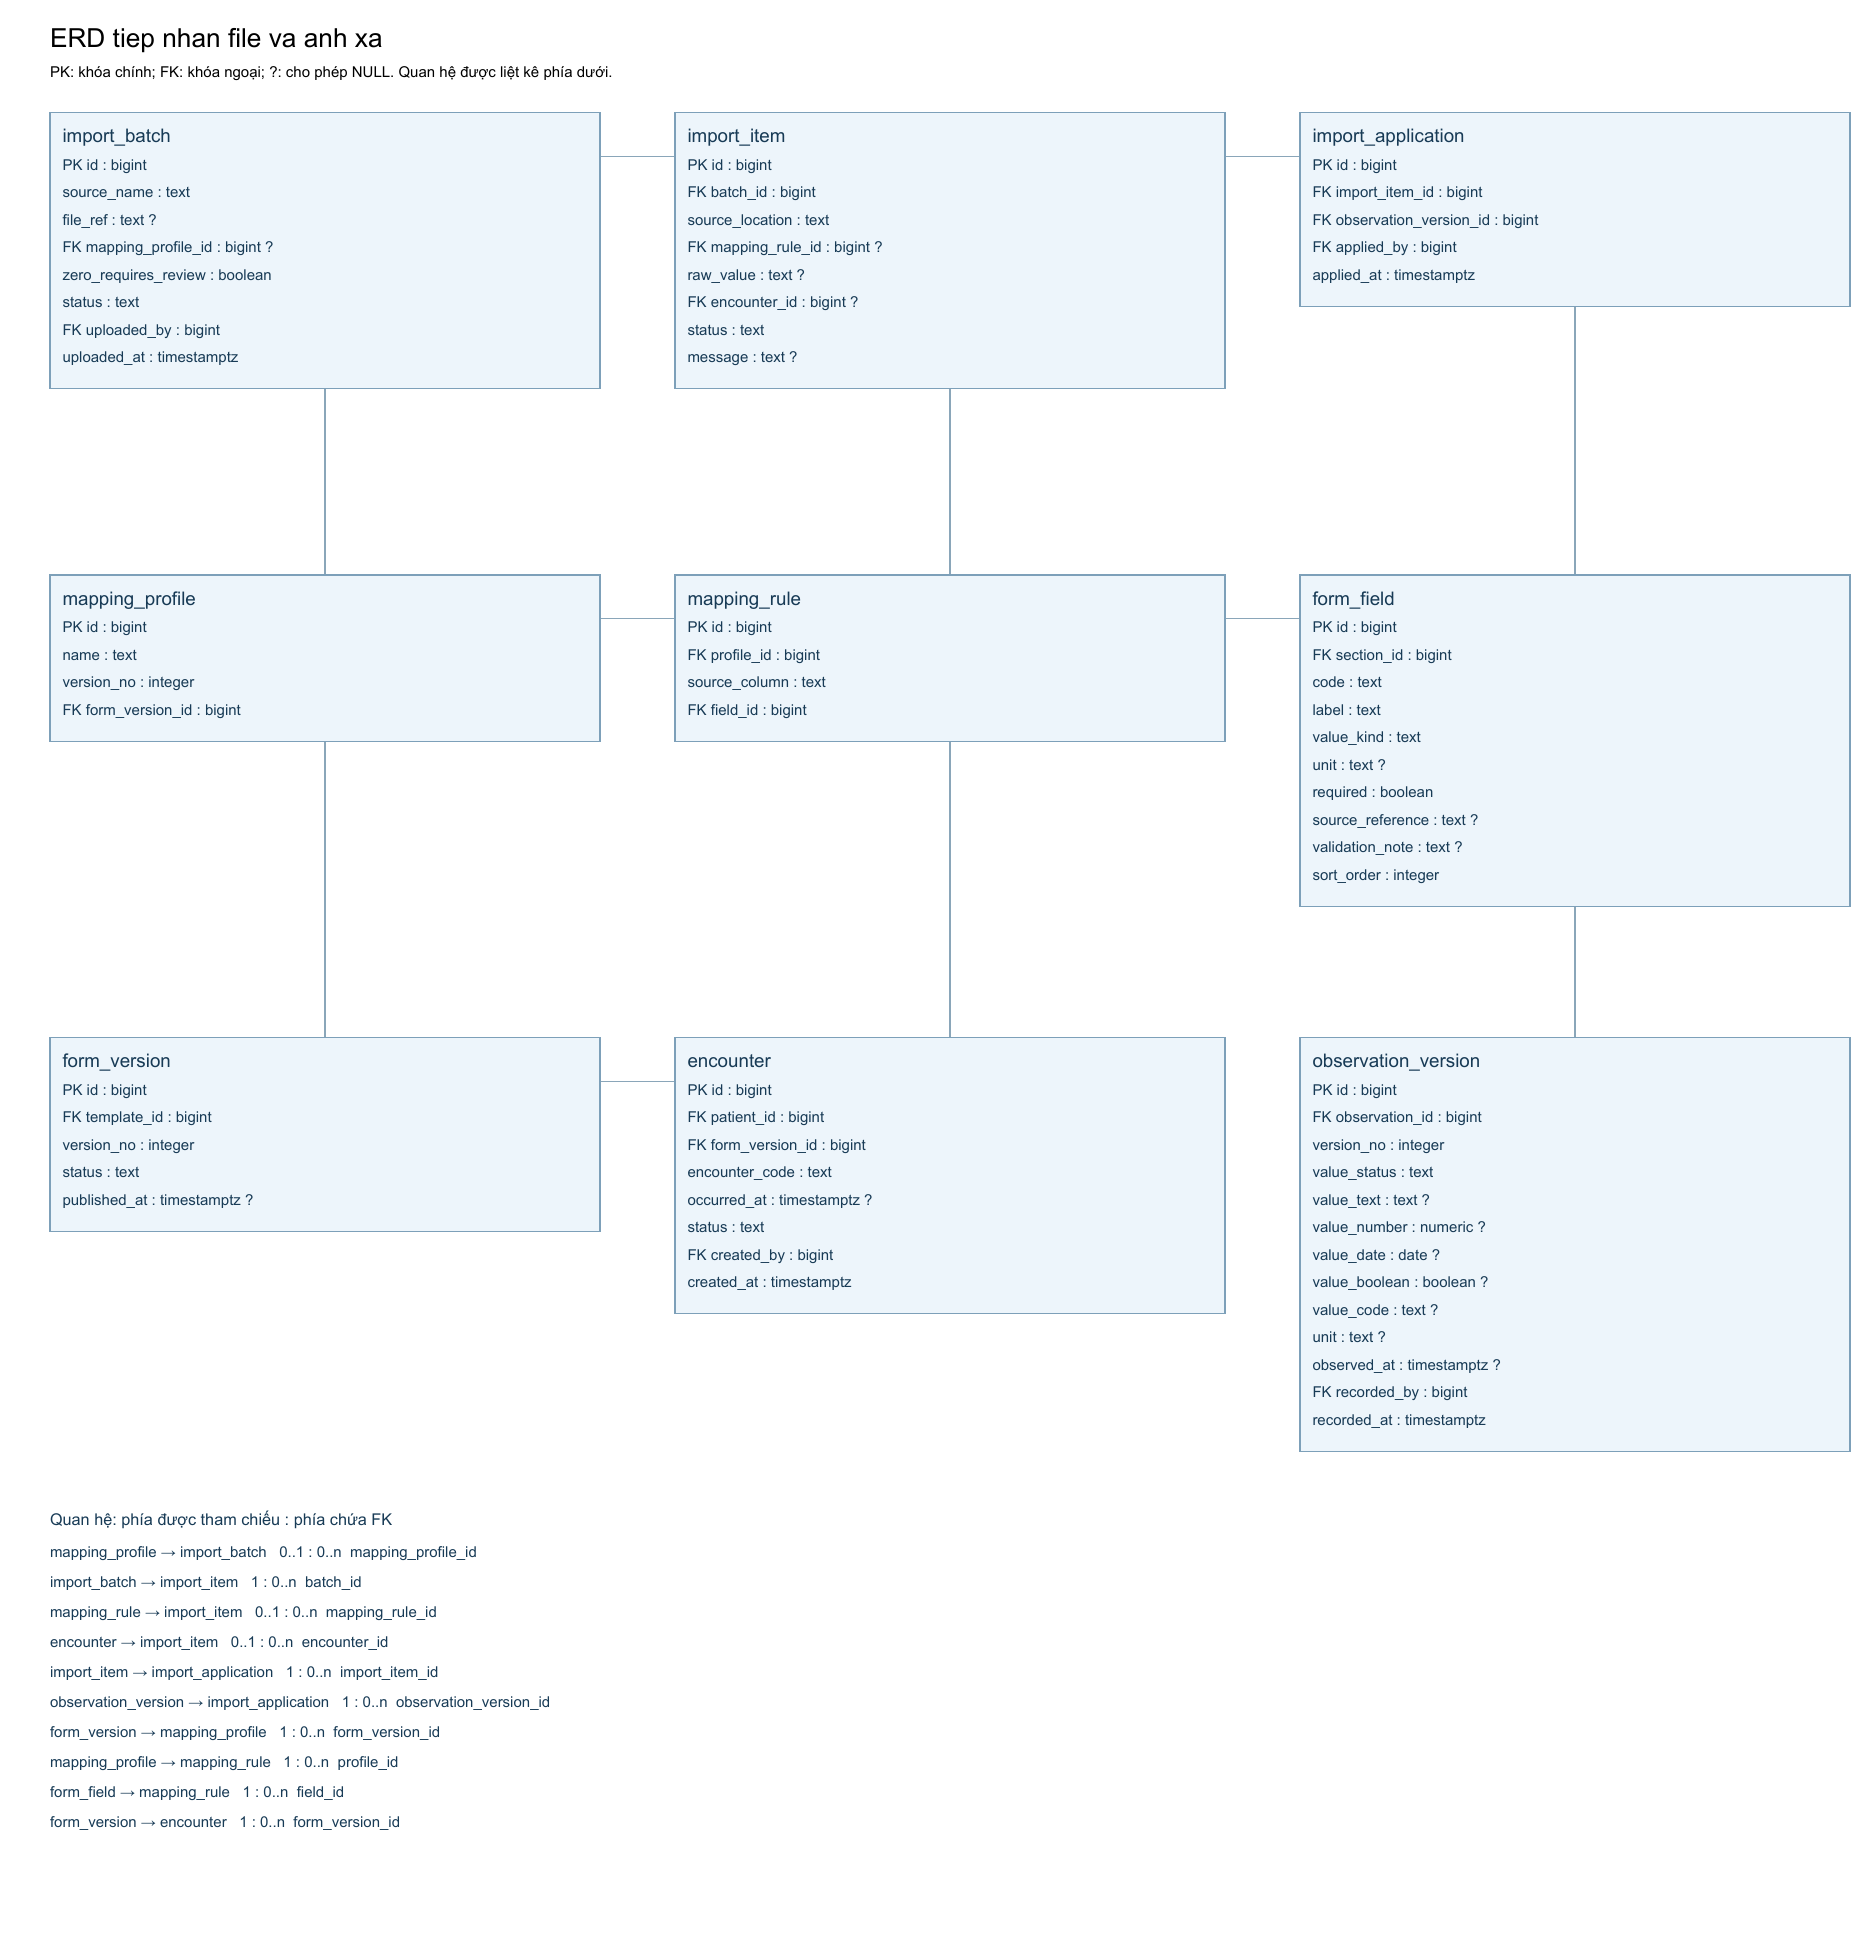 ERD tiep nhan file va anh xa
PK: khóa chính; FK: khóa ngoại; ?: cho phép NULL. Quan hệ được liệt kê phía dưới.
import_batch
PK id : bigint
source_name : text
file_ref : text ?
FK mapping_profile_id : bigint ?
zero_requires_review : boolean
status : text
FK uploaded_by : bigint
uploaded_at : timestamptz
import_item
PK id : bigint
FK batch_id : bigint
source_location : text
FK mapping_rule_id : bigint ?
raw_value : text ?
FK encounter_id : bigint ?
status : text
message : text ?
import_application
PK id : bigint
FK import_item_id : bigint
FK observation_version_id : bigint
FK applied_by : bigint
applied_at : timestamptz
mapping_profile
PK id : bigint
name : text
version_no : integer
FK form_version_id : bigint
mapping_rule
PK id : bigint
FK profile_id : bigint
source_column : text
FK field_id : bigint
form_field
PK id : bigint
FK section_id : bigint
code : text
label : text
value_kind : text
unit : text ?
required : boolean
source_reference : text ?
validation_note : text ?
sort_order : integer
form_version
PK id : bigint
FK template_id : bigint
version_no : integer
status : text
published_at : timestamptz ?
encounter
PK id : bigint
FK patient_id : bigint
FK form_version_id : bigint
encounter_code : text
occurred_at : timestamptz ?
status : text
FK created_by : bigint
created_at : timestamptz
observation_version
PK id : bigint
FK observation_id : bigint
version_no : integer
value_status : text
value_text : text ?
value_number : numeric ?
value_date : date ?
value_boolean : boolean ?
value_code : text ?
unit : text ?
observed_at : timestamptz ?
FK recorded_by : bigint
recorded_at : timestamptz
Quan hệ: phía được tham chiếu : phía chứa FK
mapping_profile → import_batch 0..1 : 0..n mapping_profile_id
import_batch → import_item 1 : 0..n batch_id
mapping_rule → import_item 0..1 : 0..n mapping_rule_id
encounter → import_item 0..1 : 0..n encounter_id
import_item → import_application 1 : 0..n import_item_id
observation_version → import_application 1 : 0..n observation_version_id
form_version → mapping_profile 1 : 0..n form_version_id
mapping_profile → mapping_rule 1 : 0..n profile_id
form_field → mapping_rule 1 : 0..n field_id
form_version → encounter 1 : 0..n form_version_id